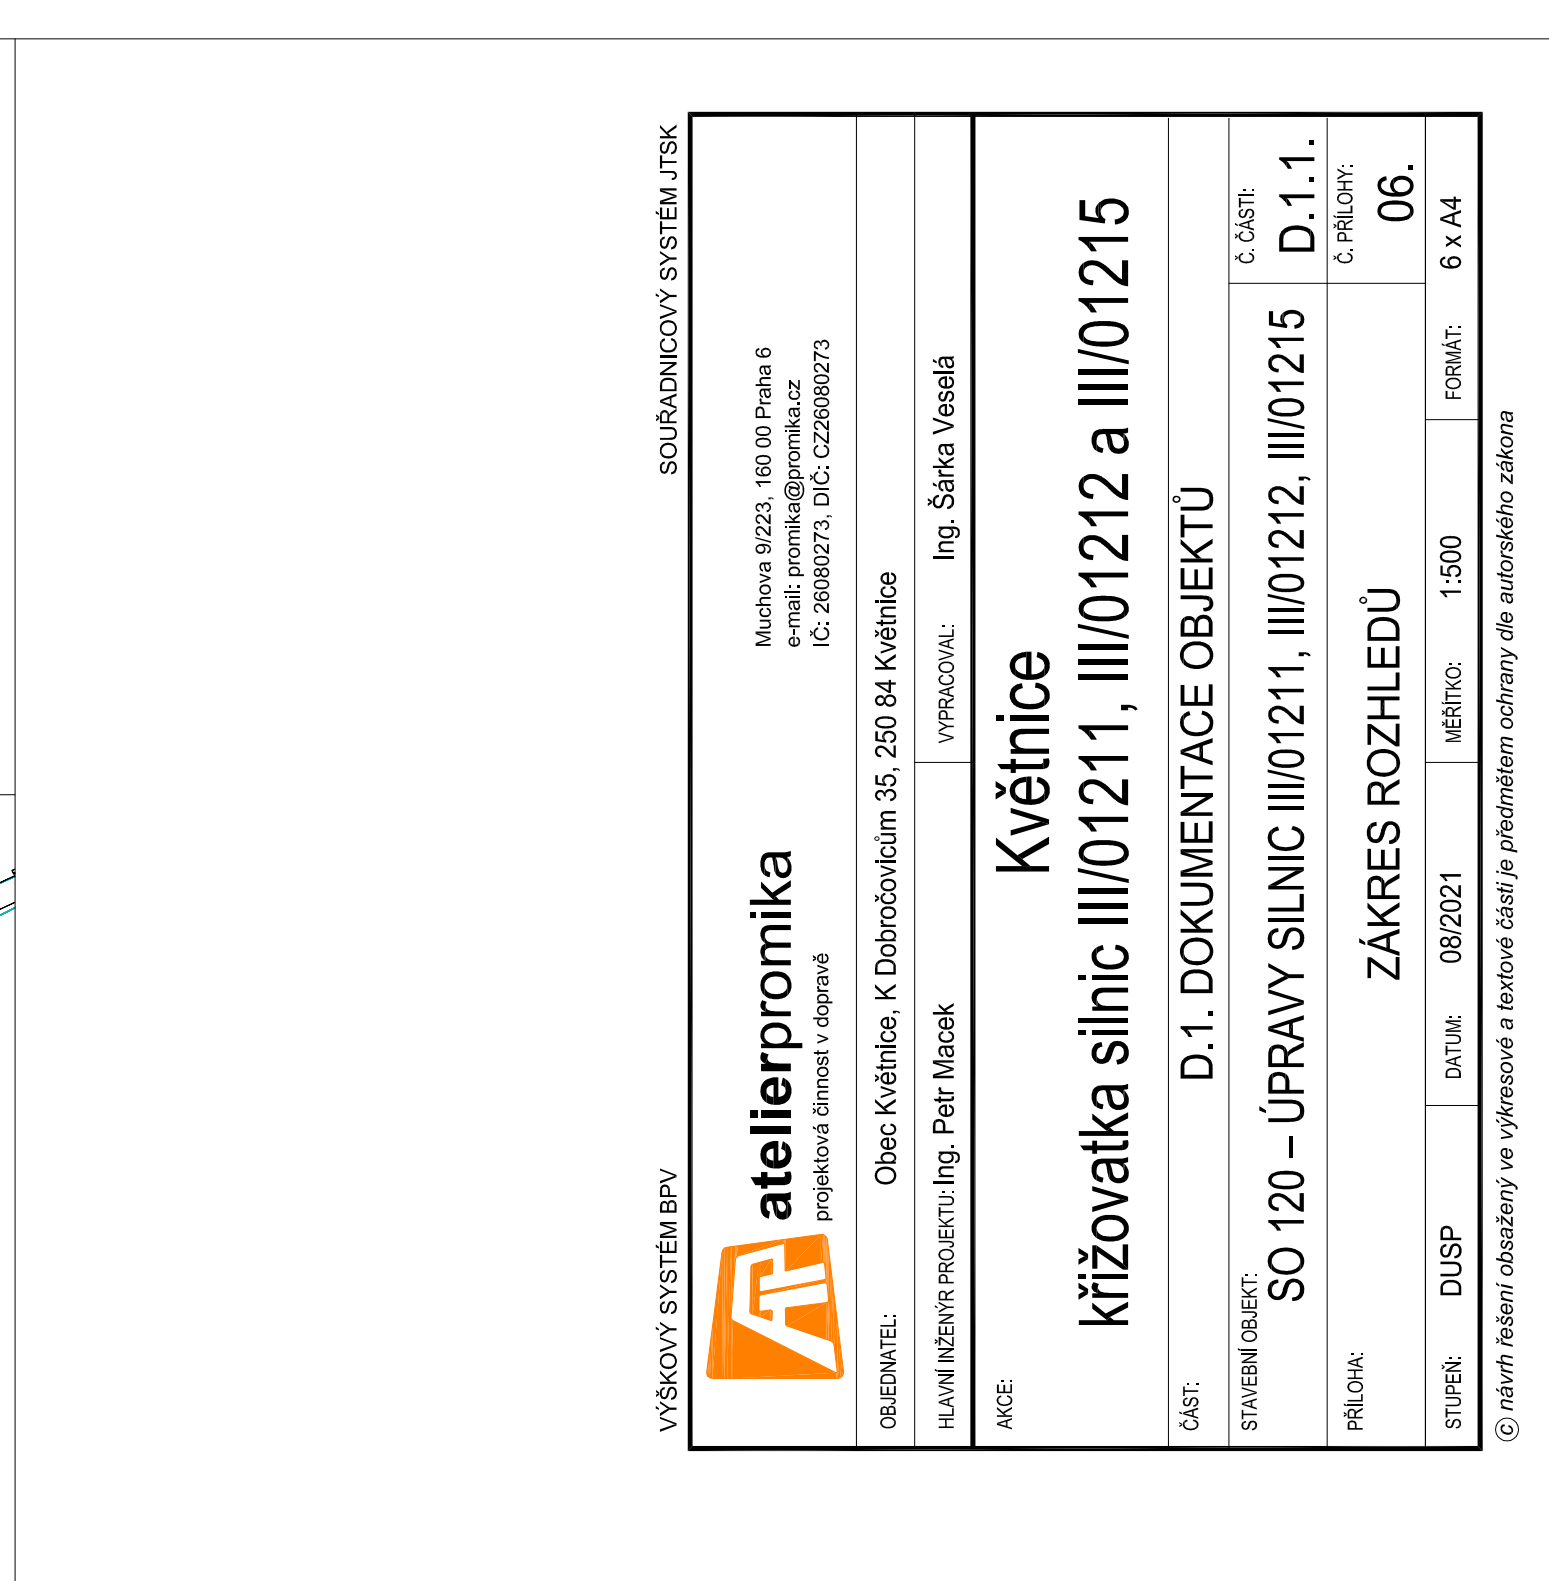 VÝŠKOVÝ SYSTÉM BPV
SOUŘADNICOVÝ SYSTÉM JTSK
atelierpromika
projektová činnost v dopravě
Muchova 9/223, 160 00 Praha 6
e-mail: promika@promika.cz
IČ: 26080273, DIČ: CZ26080273
OBJEDNATEL: Obec Květnice, K Dobročovicům 35, 250 84 Květnice
HLAVNÍ INŽENÝR PROJEKTU: Ing. Petr Macek
VYPRACOVAL: Ing. Šárka Veselá
AKCE:
Květnice
křižovatka silnic III/01211, III/01212 a III/01215
ČÁST: D.1. DOKUMENTACE OBJEKTŮ
STAVEBNÍ OBJEKT:
SO 120 – ÚPRAVY SILNIC III/01211, III/01212, III/01215
Č. ČÁSTI:
D.1.1.
PŘÍLOHA:
ZÁKRES ROZHLEDŮ
Č. PŘÍLOHY:
06.
STUPEŇ: DUSP
DATUM: 08/2021
MĚŘÍTKO: 1:500
FORMÁT: 6 x A4
© návrh řešení obsažený ve výkresové a textové části je předmětem ochrany dle autorského zákona